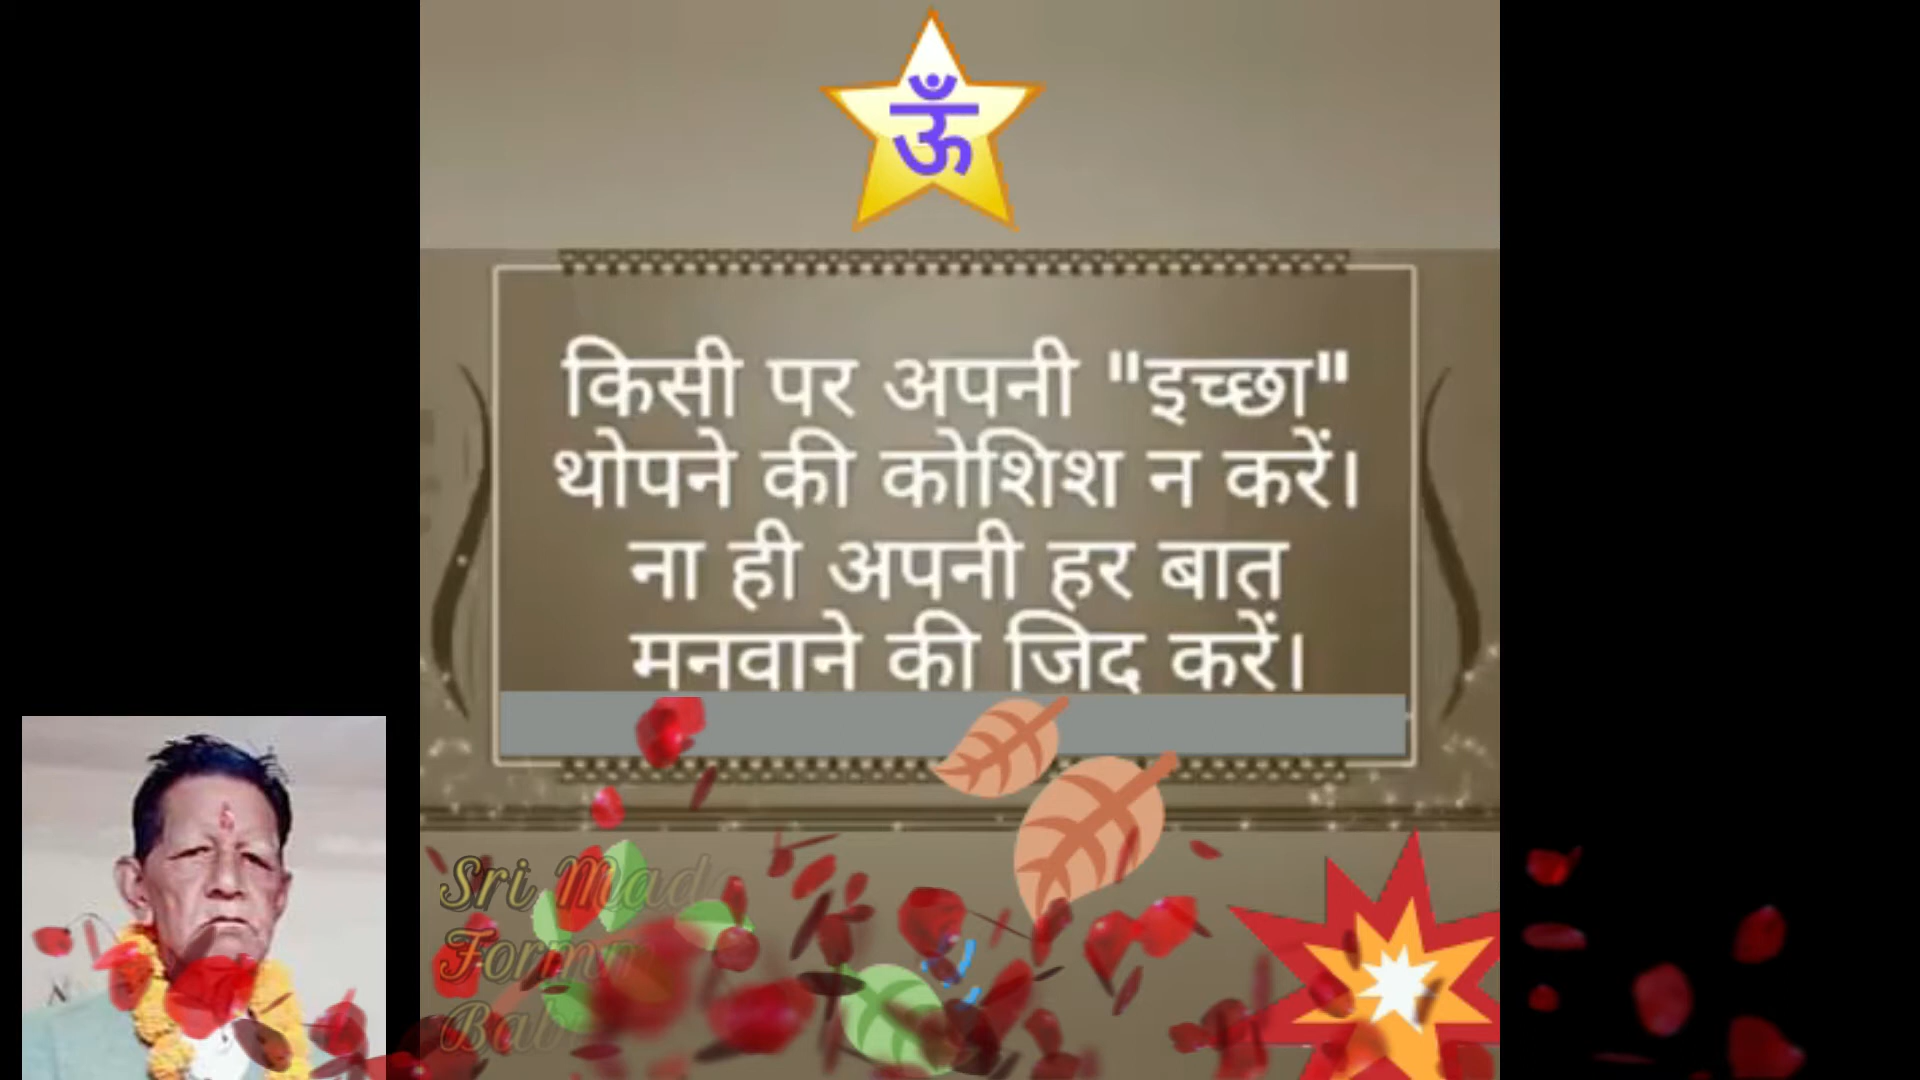 ॐ
किसी पर अपनी "इच्छा"
थोपने की कोशिश न करें।
ना ही अपनी हर बात
मनवाने की जिद करें।
Sri